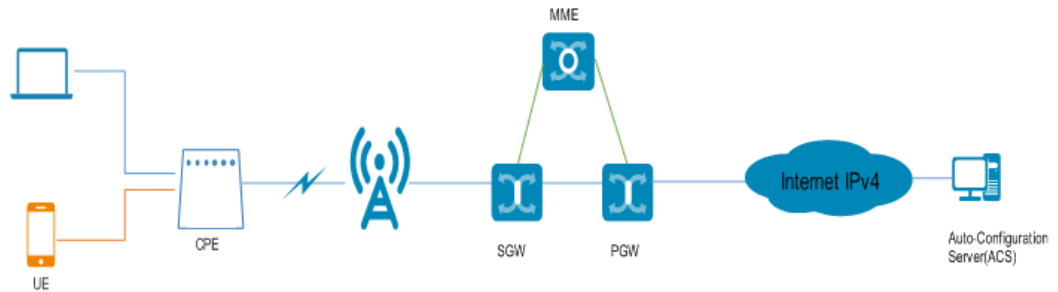 MME
Internet IPv4
CPE
SGW
PGW
Auto-Configuration
Server(ACS)
UE